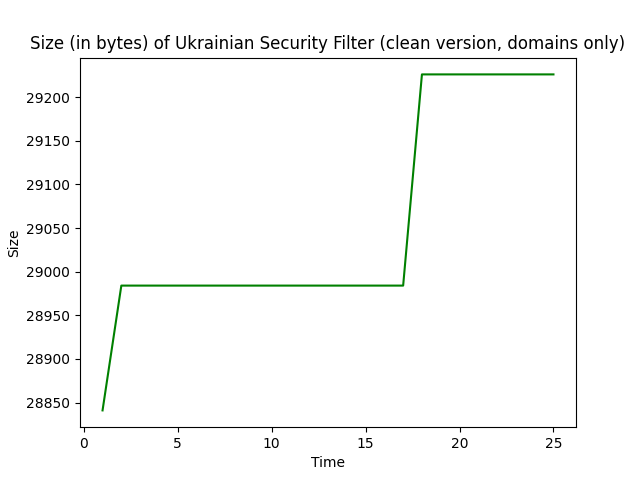 Size (in bytes) of Ukrainian Security Filter (clean version, domains only)
29200
29150
29100
29050
29000
28950
28900
28850
Size
0 5 10 15 20 25
Time